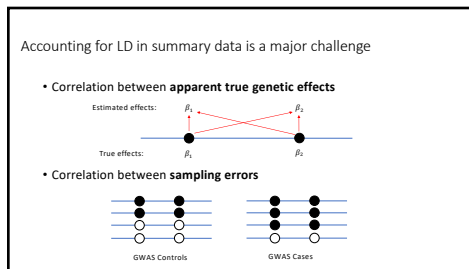 Accounting for LD in summary data is a major challenge
• Correlation between apparent true genetic effects
Estimated effects: β₁ β₂
True effects: β₁ β₂
• Correlation between sampling errors
GWAS Controls GWAS Cases